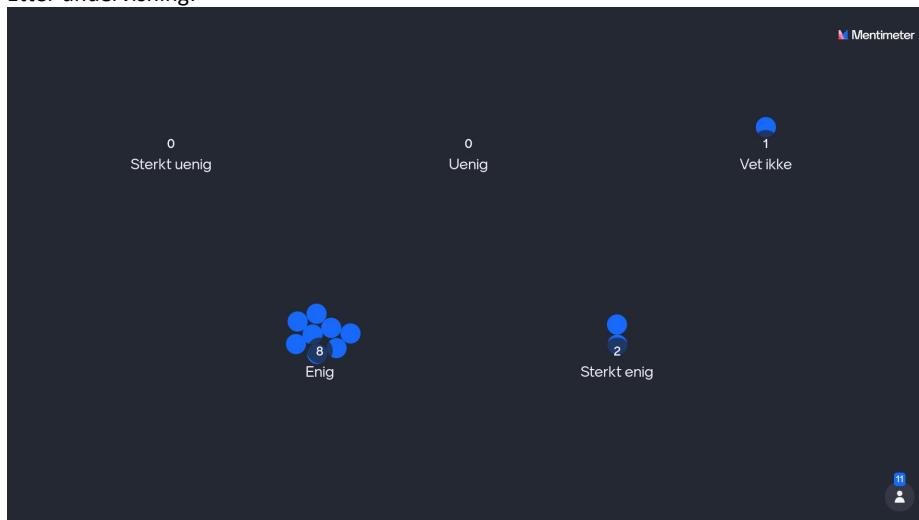 Etter undervisning:
Mentimeter
0
Sterkt uenig
0
Uenig
1
Vet ikke
8
Enig
2
Sterkt enig
11